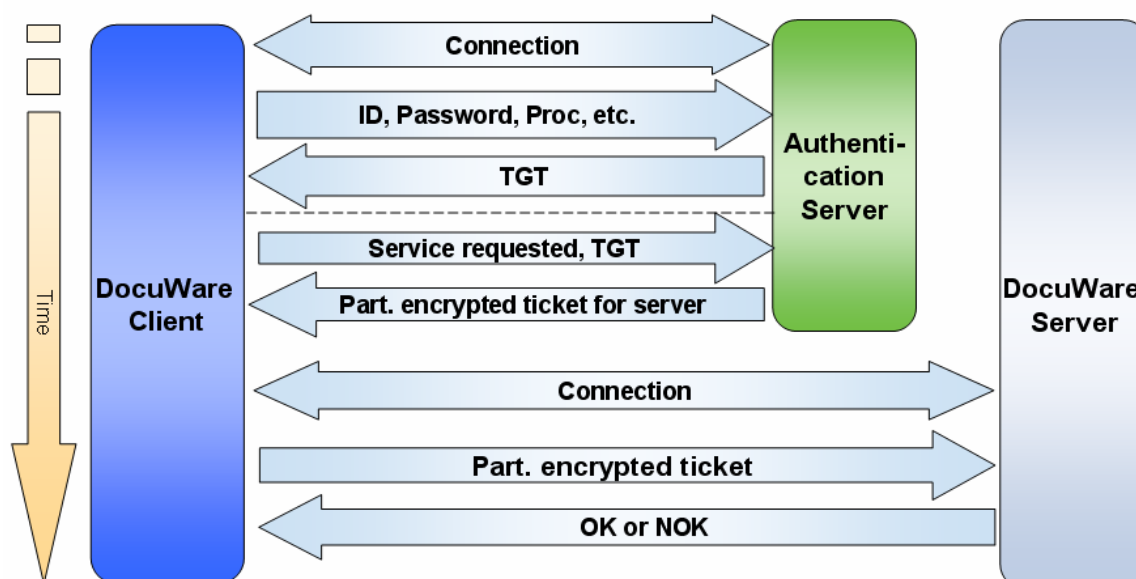 Connection
ID, Password, Proc, etc.
TGT
Authenti-
cation
Server
Service requested, TGT
Part. encrypted ticket for server
Time
DocuWare
Client
DocuWare
Server
Connection
Part. encrypted ticket
OK or NOK